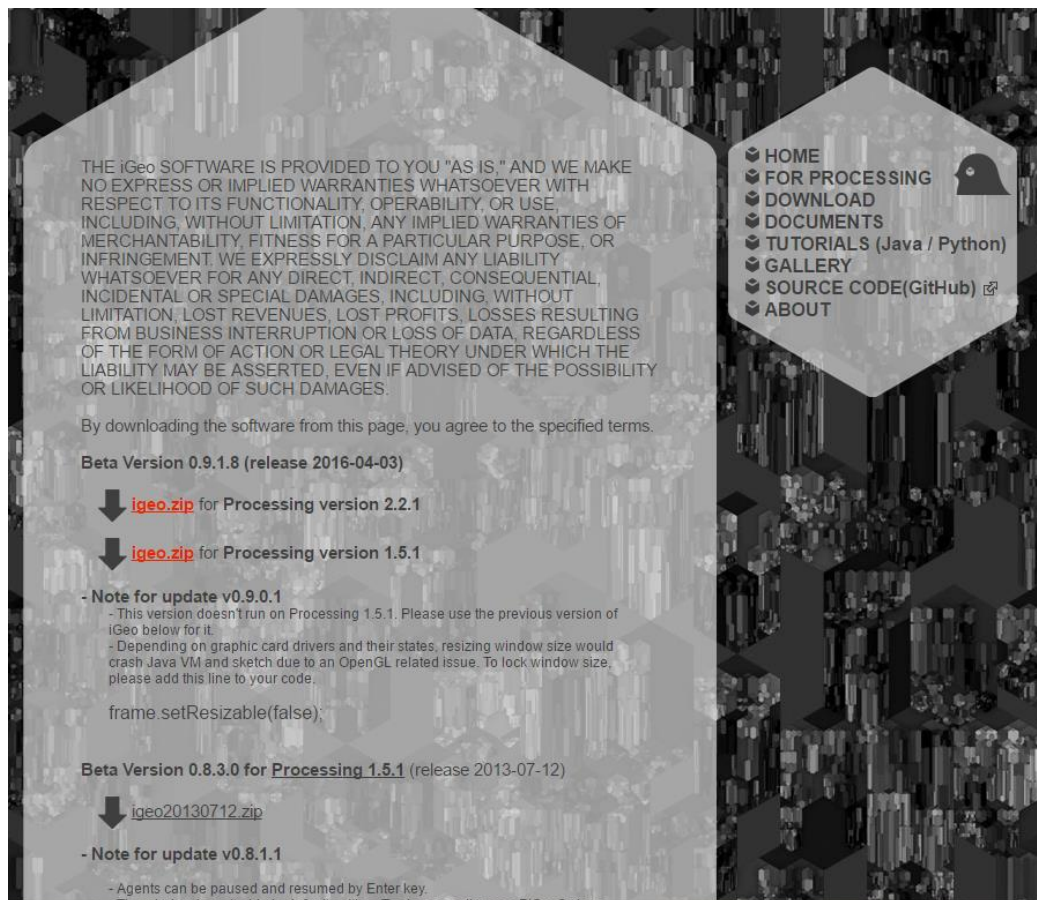 THE iGeo SOFTWARE IS PROVIDED TO YOU "AS IS," AND WE MAKE
NO EXPRESS OR IMPLIED WARRANTIES WHATSOEVER WITH
RESPECT TO ITS FUNCTIONALITY, OPERABILITY, OR USE,
INCLUDING, WITHOUT LIMITATION, ANY IMPLIED WARRANTIES OF
MERCHANTABILITY, FITNESS FOR A PARTICULAR PURPOSE, OR
INFRINGEMENT. WE EXPRESSLY DISCLAIM ANY LIABILITY
WHATSOEVER FOR ANY DIRECT, INDIRECT, CONSEQUENTIAL,
INCIDENTAL OR SPECIAL DAMAGES, INCLUDING, WITHOUT
LIMITATION, LOST REVENUES, LOST PROFITS, LOSSES RESULTING
FROM BUSINESS INTERRUPTION OR LOSS OF DATA, REGARDLESS
OF THE FORM OF ACTION OR LEGAL THEORY UNDER WHICH THE
LIABILITY MAY BE ASSERTED, EVEN IF ADVISED OF THE POSSIBILITY
OR LIKELIHOOD OF SUCH DAMAGES.
By downloading the software from this page, you agree to the specified terms.
Beta Version 0.9.1.8 (release 2016-04-03)
igeo.zip for Processing version 2.2.1
igeo.zip for Processing version 1.5.1
- Note for update v0.9.0.1
- This version doesn't run on Processing 1.5.1. Please use the previous version of
iGeo below for it.
- Depending on graphic card drivers and their states, resizing window size would
crash Java VM and sketch due to an OpenGL related issue. To lock window size,
please add this line to your code.
frame.setResizable(false);
Beta Version 0.8.3.0 for Processing 1.5.1 (release 2013-07-12)
igeo20130712.zip
- Note for update v0.8.1.1
- Agents can be paused and resumed by Enter key.
HOME
FOR PROCESSING
DOWNLOAD
DOCUMENTS
TUTORIALS (Java / Python)
GALLERY
SOURCE CODE(GitHub)
ABOUT